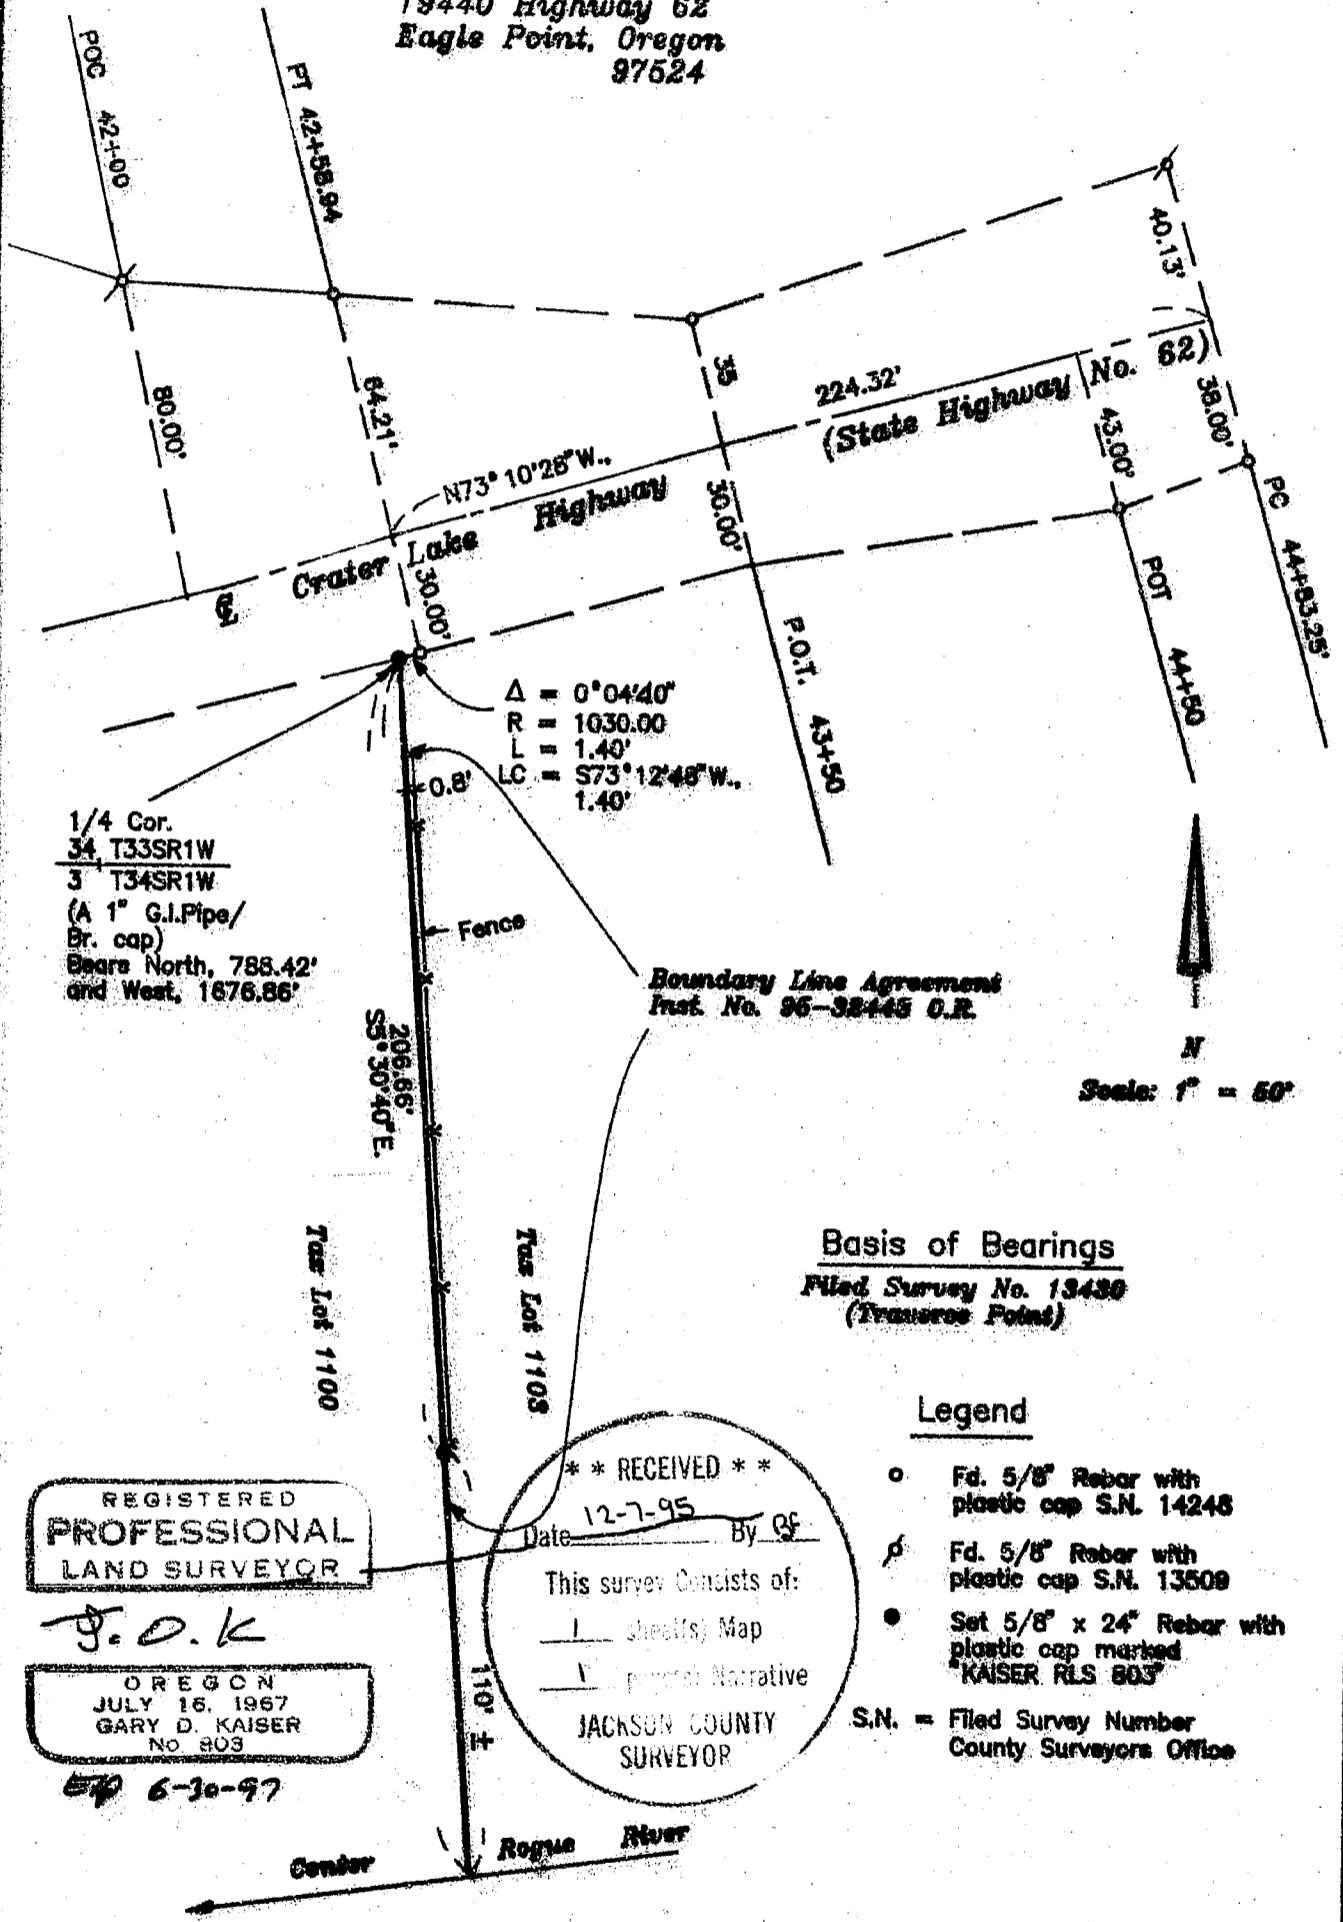 19440 Highway 62
Eagle Point, Oregon
97524
POC 42+00
PT 42+58.94
40.13'
80.00'
64.21'
35
224.32'
(State Highway No. 62)
38.00'
43.00'
N73°10'28"W.,
30.00'
Crater Lake Highway
30.00'
PC 44+83.25'
POT 44+50
P.O.T. 43+50
Δ = 0°04'40"
R = 1030.00
L = 1.40'
LC = S73°12'48"W.,
1.40'
0.8'
1/4 Cor.
34 T33SR1W
3 T34SR1W
(A 1" G.I.Pipe/
Br. cap)
Bears North, 788.42'
and West, 1676.86'
Fence
Boundary Line Agreement
Inst. No. 95-32445 O.R.
206.66'
S5°30'40"E.
N
Scale: 1" = 50'
Tax Lot 1100
Tax Lot 1103
Basis of Bearings
Filed Survey No. 13430
(Traverse Point)
Legend
Fd. 5/8" Rebar with
plastic cap S.N. 14248
Fd. 5/8" Rebar with
plastic cap S.N. 13509
Set 5/8" x 24" Rebar with
plastic cap marked
"KAISER RLS 803"
S.N. = Filed Survey Number
County Surveyors Office
* * RECEIVED * *
Date 12-7-95 By BF
This survey Consists of:
1 sheet(s) Map
1 page(s) Narrative
JACKSON COUNTY
SURVEYOR
REGISTERED
PROFESSIONAL
LAND SURVEYOR
OREGON
JULY 16, 1967
GARY D. KAISER
NO 803
Exp 6-30-97
110' ±
Center Rogue River